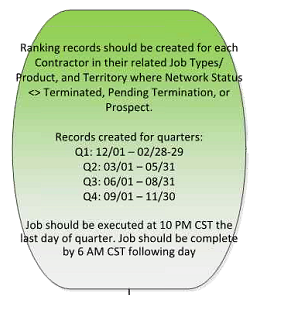 Ranking records should be created for each
Contractor in their related Job Types/
Product, and Territory where Network Status
<> Terminated, Pending Termination, or
Prospect.
Records created for quarters:
Q1: 12/01 – 02/28-29
Q2: 03/01 – 05/31
Q3: 06/01 – 08/31
Q4: 09/01 – 11/30
Job should be executed at 10 PM CST the
last day of quarter. Job should be complete
by 6 AM CST following day